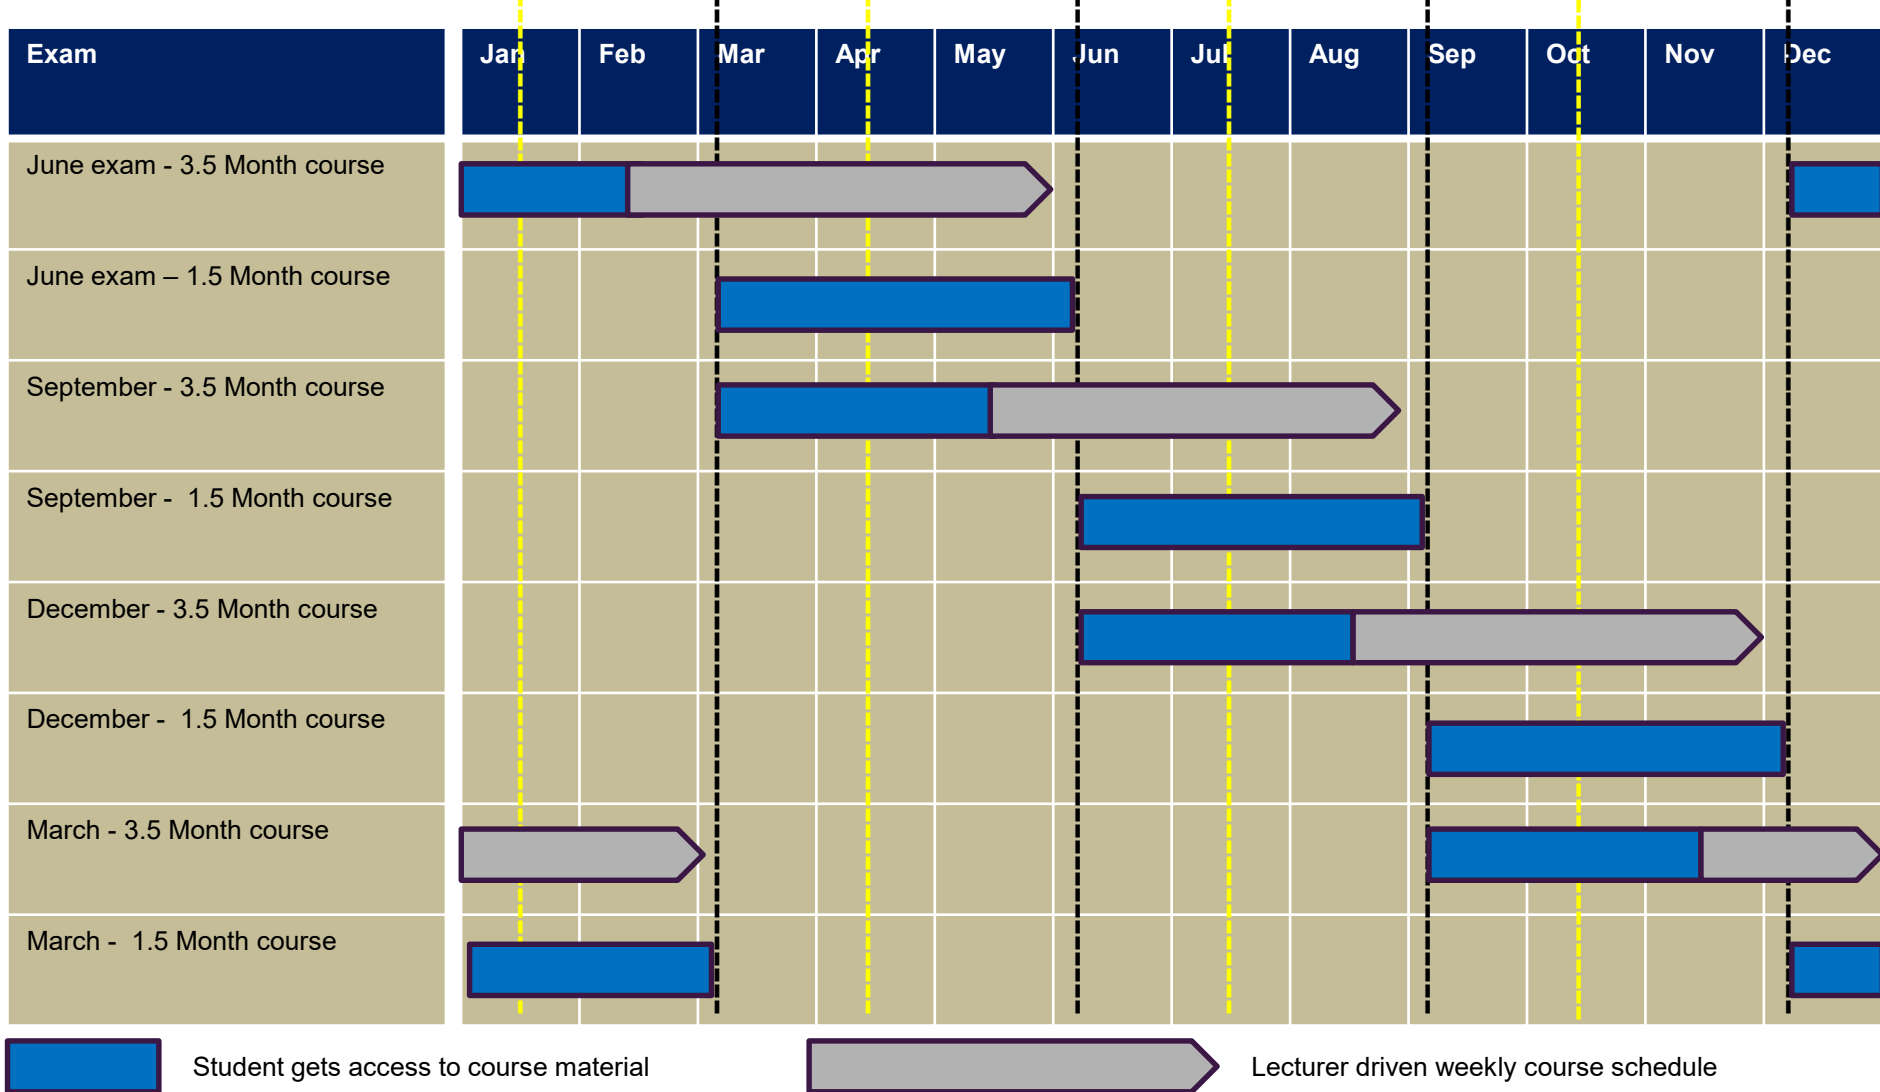 Exam Jan Feb Mar Apr May Jun Jul Aug Sep Oct Nov Dec
June exam - 3.5 Month course
June exam – 1.5 Month course
September - 3.5 Month course
September -  1.5 Month course
December - 3.5 Month course
December -  1.5 Month course
March - 3.5 Month course
March -  1.5 Month course
Student gets access to course material
Lecturer driven weekly course schedule